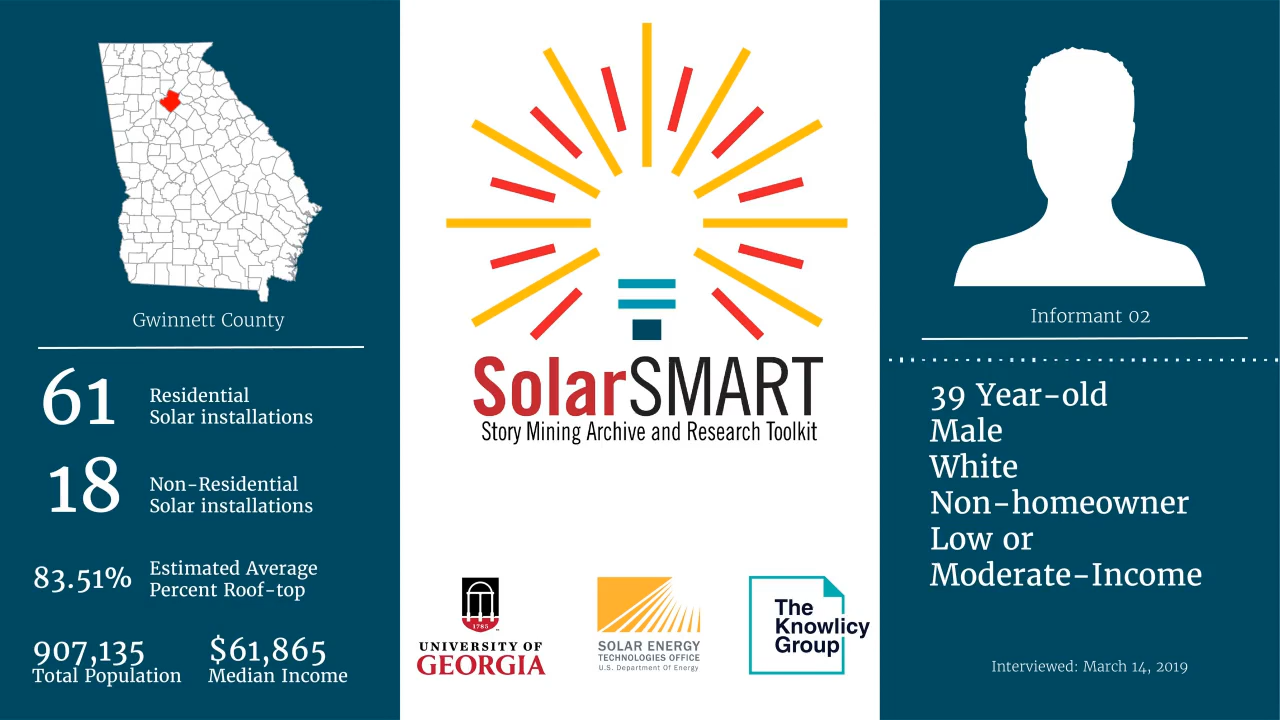 Gwinnett County
61
Residential
Solar installations
18
Non-Residential
Solar installations
83.51%
Estimated Average
Percent Roof-top
907,135
Total Population
$61,865
Median Income
SolarSMART
Story Mining Archive and Research Toolkit
1785
UNIVERSITY OF
GEORGIA
SOLAR ENERGY
TECHNOLOGIES OFFICE
U.S. Department Of Energy
The
Knowlicy
Group
Informant 02
39 Year-old
Male
White
Non-homeowner
Low or
Moderate-Income
Interviewed: March 14, 2019